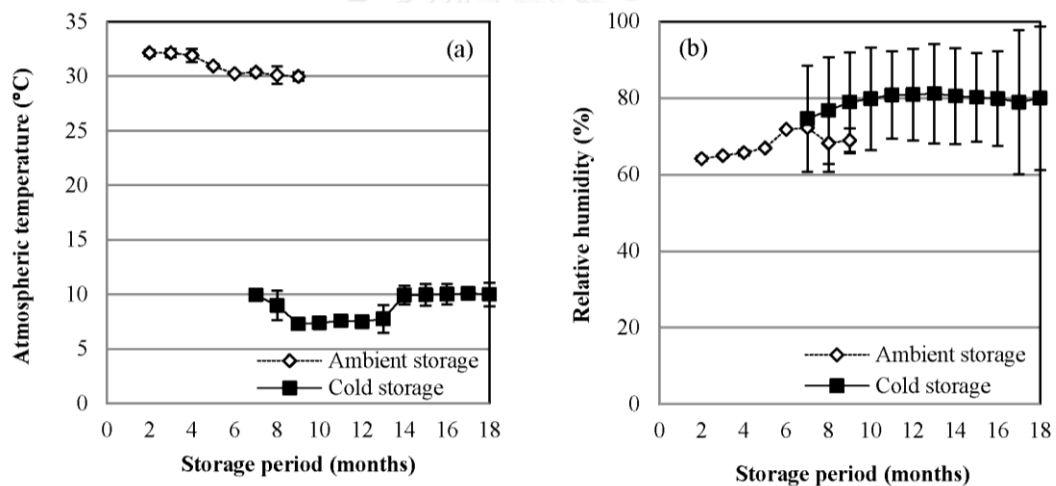 35
30
25
20
15
10
5
0
Atmospheric temperature (°C)
(a)
Ambient storage
Cold storage
0 2 4 6 8 10 12 14 16 18
Storage period (months)
100
80
60
40
20
0
Relative humidity (%)
(b)
Ambient storage
Cold storage
0 2 4 6 8 10 12 14 16 18
Storage period (months)